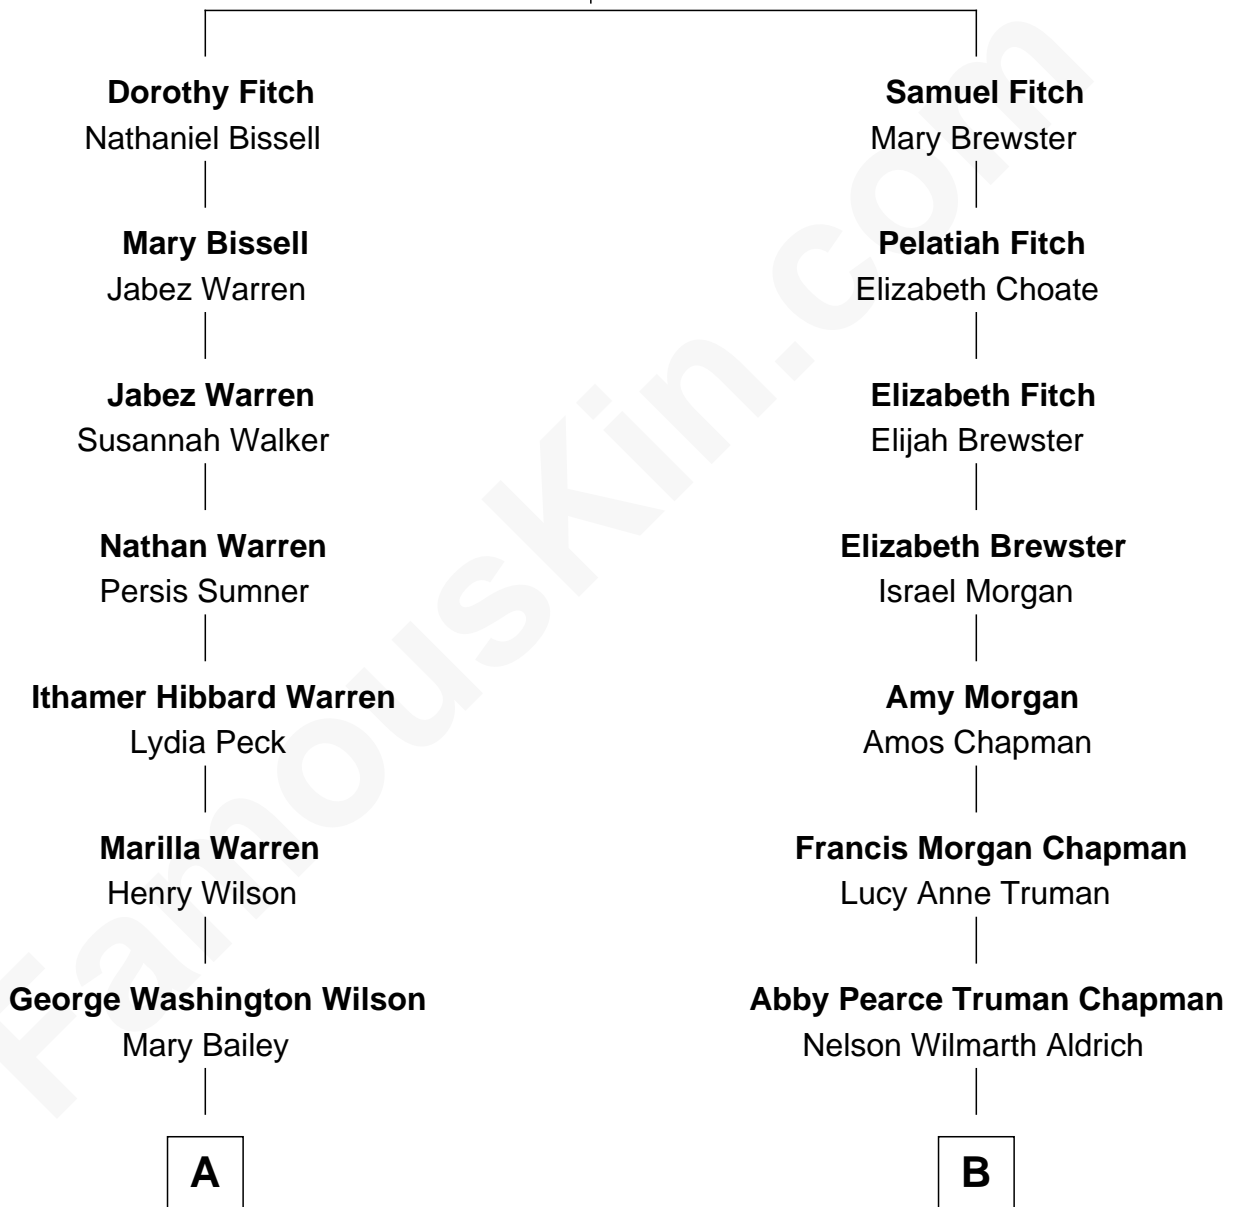 Dorothy Fitch
Nathaniel Bissell
Mary Bissell
Jabez Warren
Jabez Warren
Susannah Walker
Nathan Warren
Persis Sumner
Ithamer Hibbard Warren
Lydia Peck
Marilla Warren
Henry Wilson
George Washington Wilson
Mary Bailey
A
Samuel Fitch
Mary Brewster
Pelatiah Fitch
Elizabeth Choate
Elizabeth Fitch
Elijah Brewster
Elizabeth Brewster
Israel Morgan
Amy Morgan
Amos Chapman
Francis Morgan Chapman
Lucy Anne Truman
Abby Pearce Truman Chapman
Nelson Wilmarth Aldrich
B
FamousKin.com